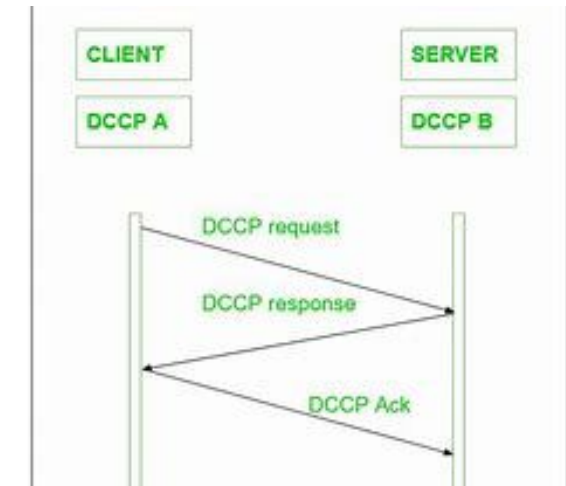 CLIENT
SERVER
DCCP A
DCCP B
DCCP request
DCCP response
DCCP Ack